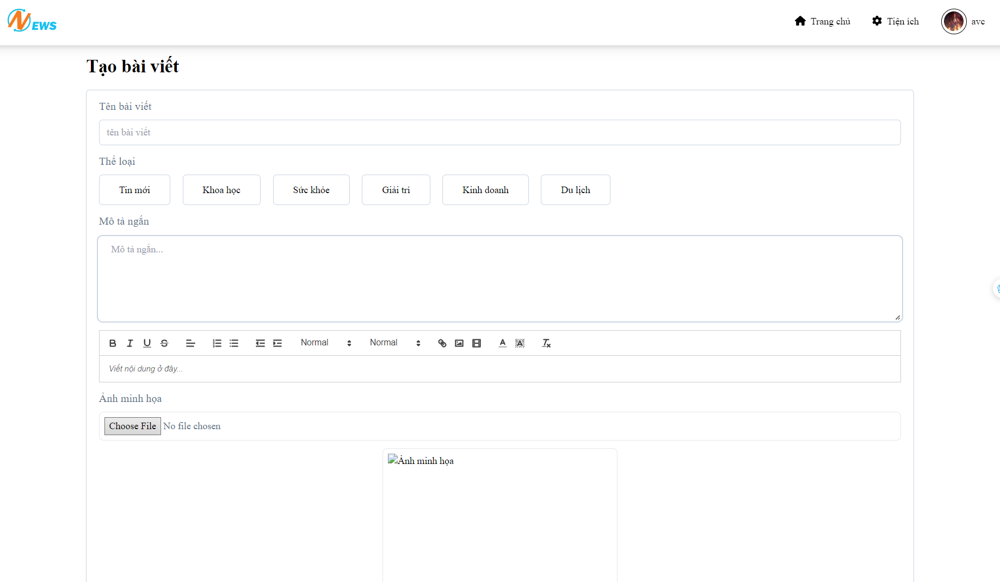 NEWS
Trang chủ
Tiện ích
avc
Tạo bài viết
Tên bài viết
tên bài viết
Thể loại
Tin mới
Khoa học
Sức khỏe
Giải trí
Kinh doanh
Du lịch
Mô tả ngắn
Mô tả ngắn...
Normal
Normal
Viết nội dung ở đây...
Ảnh minh họa
Choose File No file chosen
Ảnh minh họa